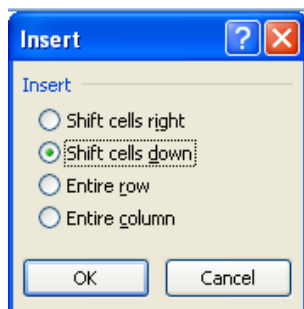 Insert
Insert
Shift cells right
Shift cells down
Entire row
Entire column
OK Cancel